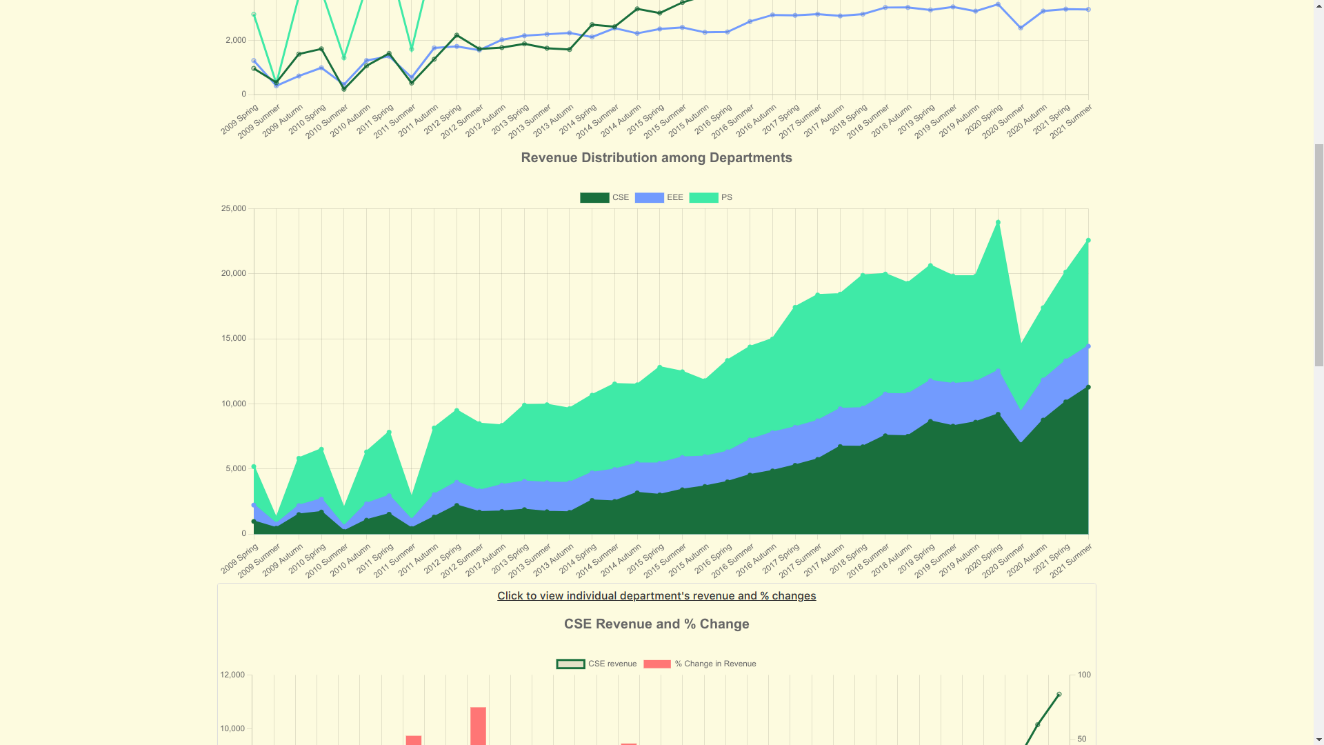 2,000
0
2009 Spring
2009 Summer
2009 Autumn
2010 Spring
2010 Summer
2010 Autumn
2011 Spring
2011 Summer
2011 Autumn
2012 Spring
2012 Summer
2012 Autumn
2013 Spring
2013 Summer
2013 Autumn
2014 Spring
2014 Summer
2014 Autumn
2015 Spring
2015 Summer
2015 Autumn
2016 Spring
2016 Summer
2016 Autumn
2017 Spring
2017 Summer
2017 Autumn
2018 Spring
2018 Summer
2018 Autumn
2019 Spring
2019 Summer
2019 Autumn
2020 Spring
2020 Summer
2020 Autumn
2021 Spring
2021 Summer
Revenue Distribution among Departments
CSE EEE PS
25,000
20,000
15,000
10,000
5,000
0
2009 Spring
2009 Summer
2009 Autumn
2010 Spring
2010 Summer
2010 Autumn
2011 Spring
2011 Summer
2011 Autumn
2012 Spring
2012 Summer
2012 Autumn
2013 Spring
2013 Summer
2013 Autumn
2014 Spring
2014 Summer
2014 Autumn
2015 Spring
2015 Summer
2015 Autumn
2016 Spring
2016 Summer
2016 Autumn
2017 Spring
2017 Summer
2017 Autumn
2018 Spring
2018 Summer
2018 Autumn
2019 Spring
2019 Summer
2019 Autumn
2020 Spring
2020 Summer
2020 Autumn
2021 Spring
2021 Summer
Click to view individual department's revenue and % changes
CSE Revenue and % Change
CSE revenue % Change in Revenue
12,000 100
10,000 50